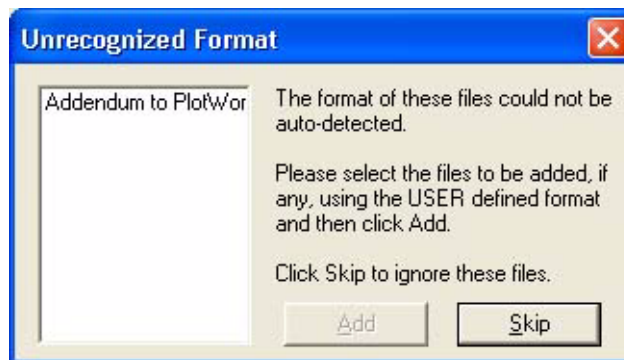 Unrecognized Format
Addendum to PlotWor
The format of these files could not be
auto-detected.
Please select the files to be added, if
any, using the USER defined format
and then click Add.
Click Skip to ignore these files.
Add
Skip